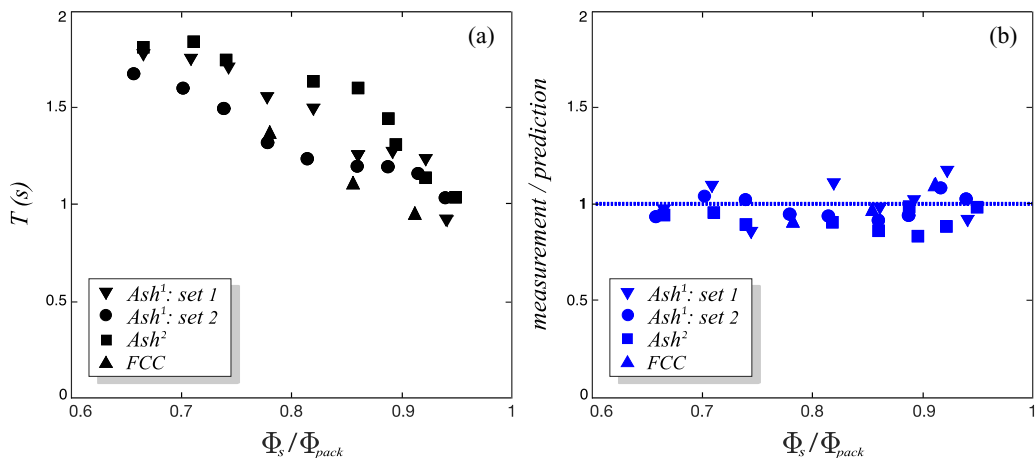 (a)
T (s)
2
1.5
1
0.5
0
0.6 0.7 0.8 0.9 1
Φs/Φpack
Ash¹: set 1
Ash¹: set 2
Ash²
FCC
(b)
measurement / prediction
2
1.5
1
0.5
0
0.6 0.7 0.8 0.9 1
Φs/Φpack
Ash¹: set 1
Ash¹: set 2
Ash²
FCC